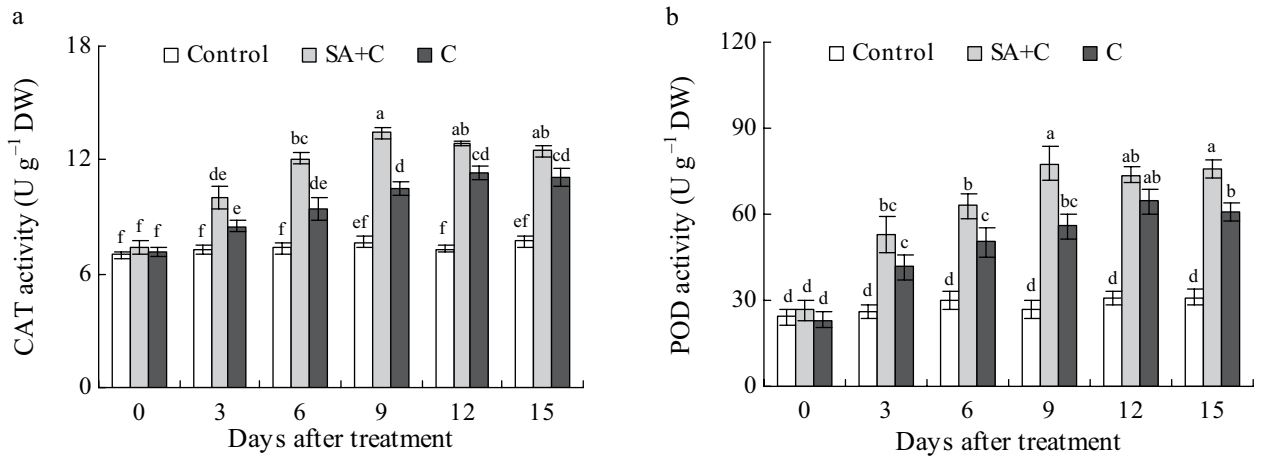 a
CAT activity (U g⁻¹ DW)
18
12
6
0
Control SA+C C
f f f
f de e
f bc de
ef a d
f ab cd
ef ab cd
0 3 6 9 12 15
Days after treatment
b
POD activity (U g⁻¹ DW)
120
90
60
30
0
Control SA+C C
d d d
d bc c
d b c
d a bc
d ab ab
d a b
0 3 6 9 12 15
Days after treatment